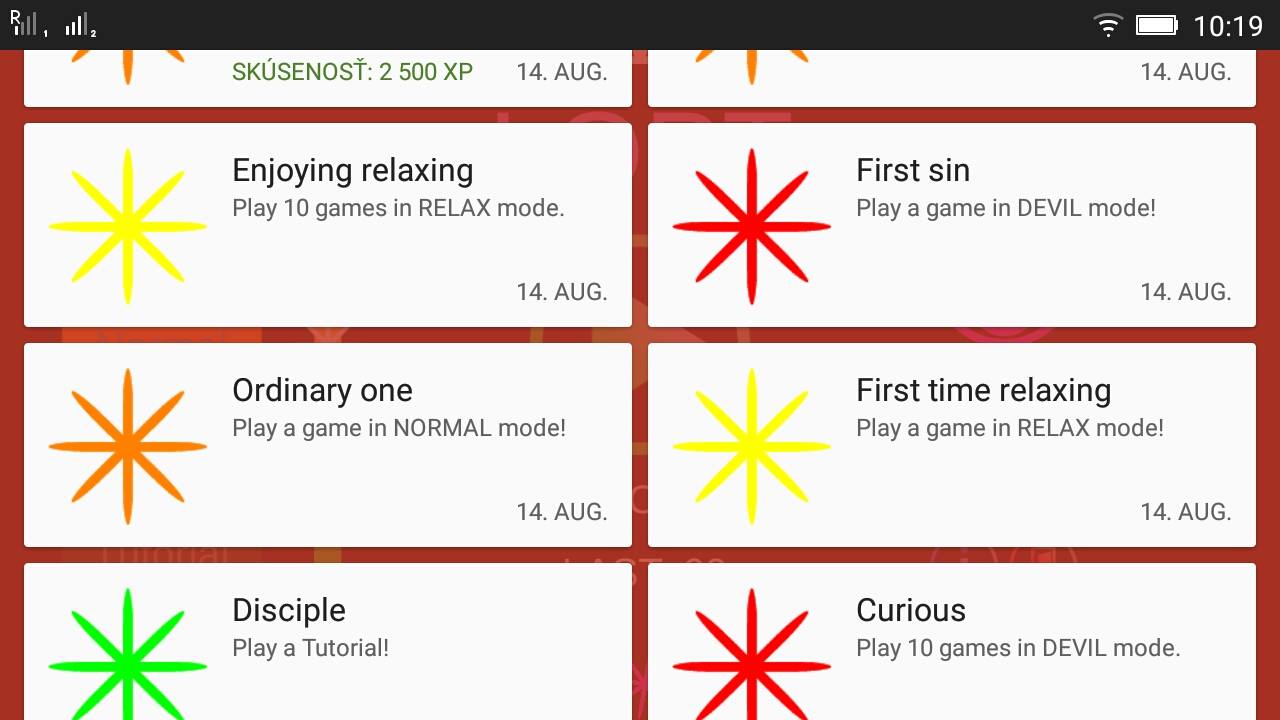 R 1 2 10:19
SKÚSENOSŤ: 2 500 XP 14. AUG.
14. AUG.
Enjoying relaxing
Play 10 games in RELAX mode.
14. AUG.
First sin
Play a game in DEVIL mode!
14. AUG.
Normal
Ordinary one
Play a game in NORMAL mode!
14. AUG.
First time relaxing
Play a game in RELAX mode!
14. AUG.
Tutorial
Disciple
Play a Tutorial!
Curious
Play 10 games in DEVIL mode.